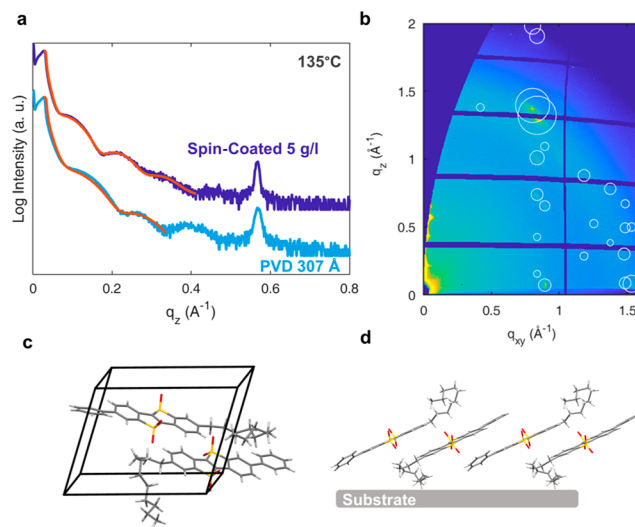 a
135°C
Log Intensity (a. u.)
Spin-Coated 5 g/l
PVD 307 Å
0
0.2
0.4
0.6
0.8
q_z (A⁻¹)
b
2
1.5
1
0.5
0
q_z (Å⁻¹)
0
0.5
1
1.5
q_xy (Å⁻¹)
c
d
Substrate